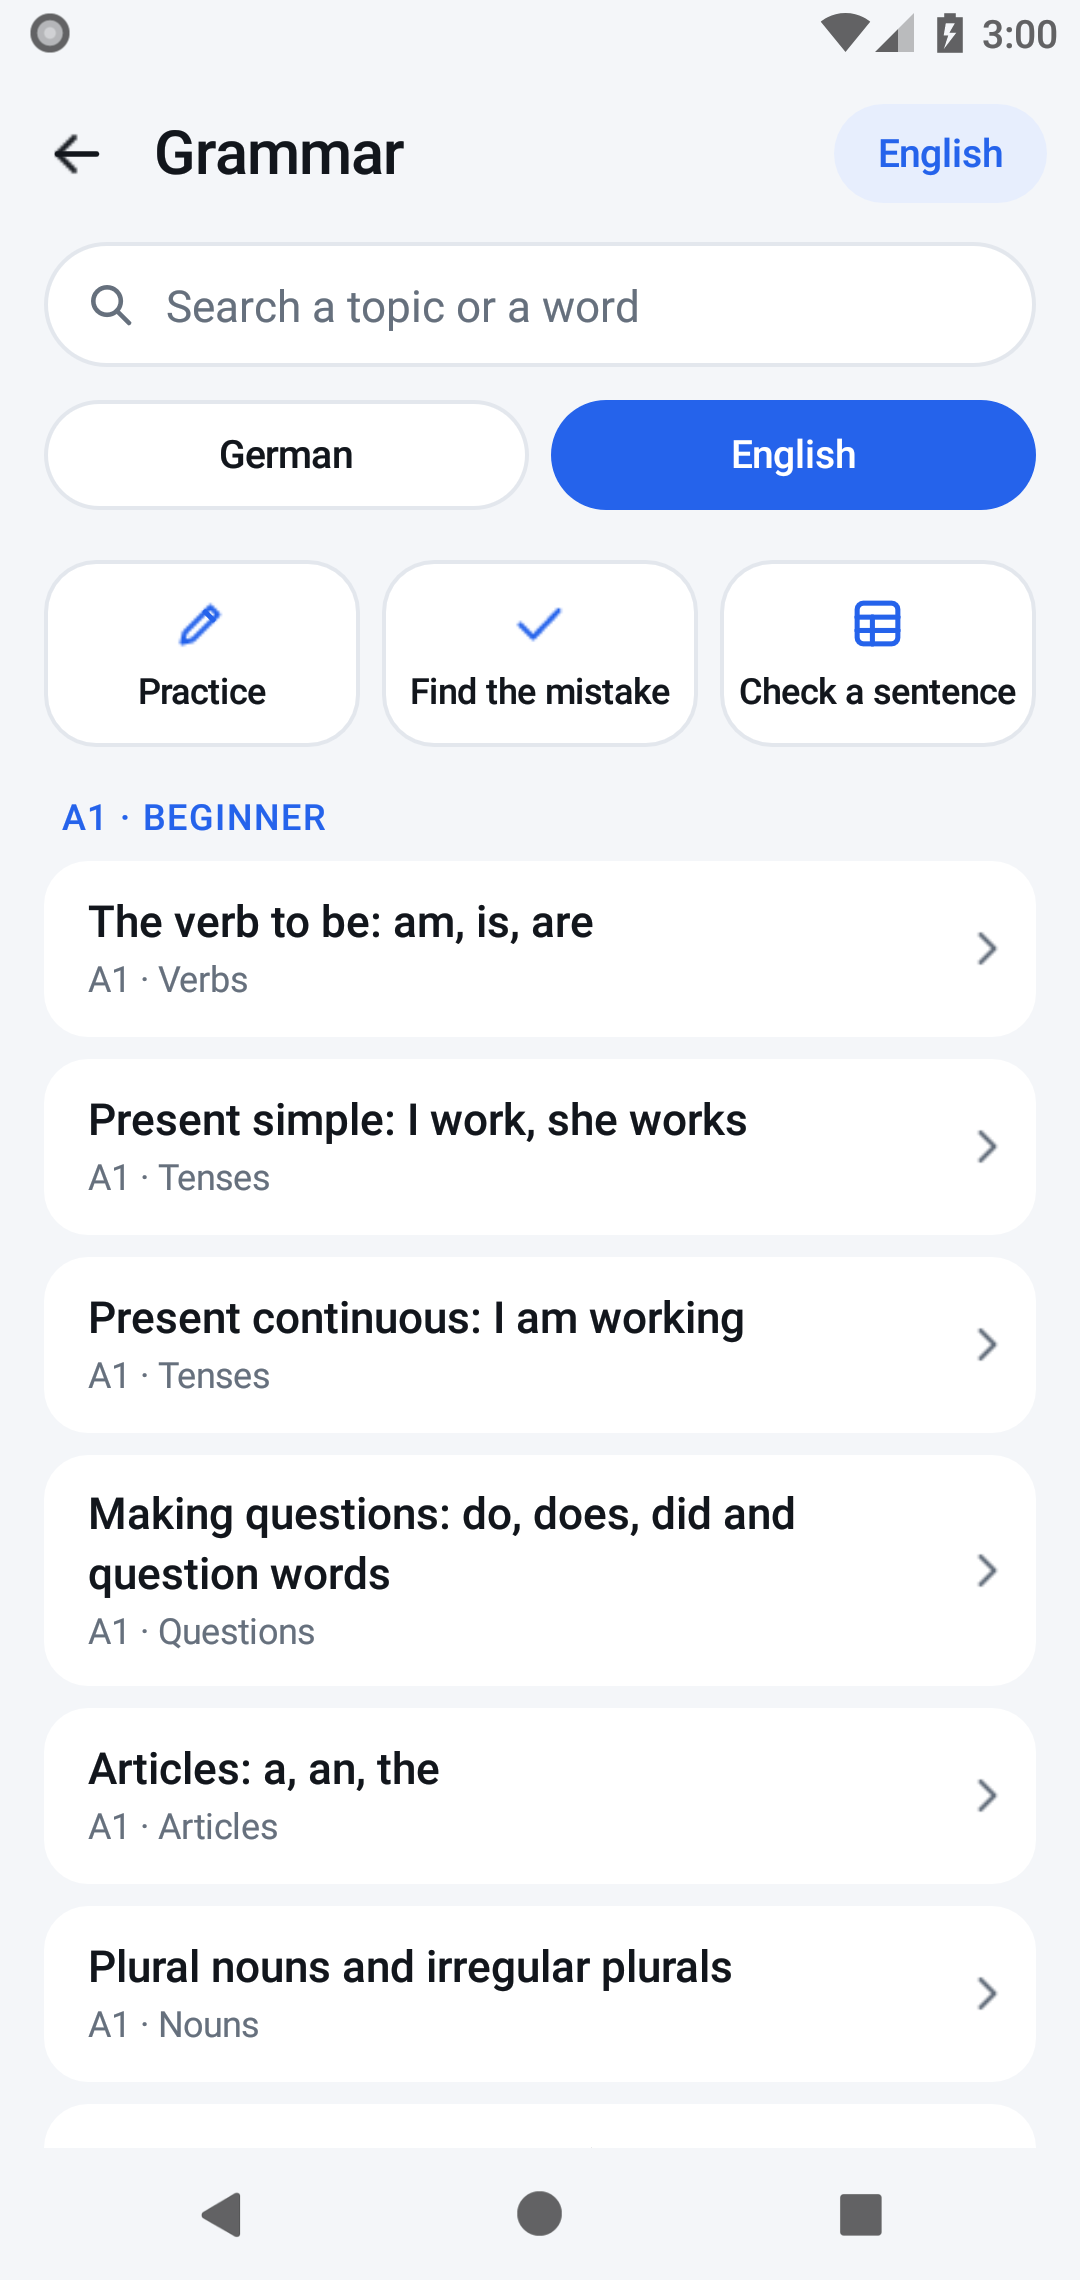 3:00
Grammar
English
Search a topic or a word
German
English
Practice
Find the mistake
Check a sentence
A1 · BEGINNER
The verb to be: am, is, are
A1 · Verbs
Present simple: I work, she works
A1 · Tenses
Present continuous: I am working
A1 · Tenses
Making questions: do, does, did and
question words
A1 · Questions
Articles: a, an, the
A1 · Articles
Plural nouns and irregular plurals
A1 · Nouns